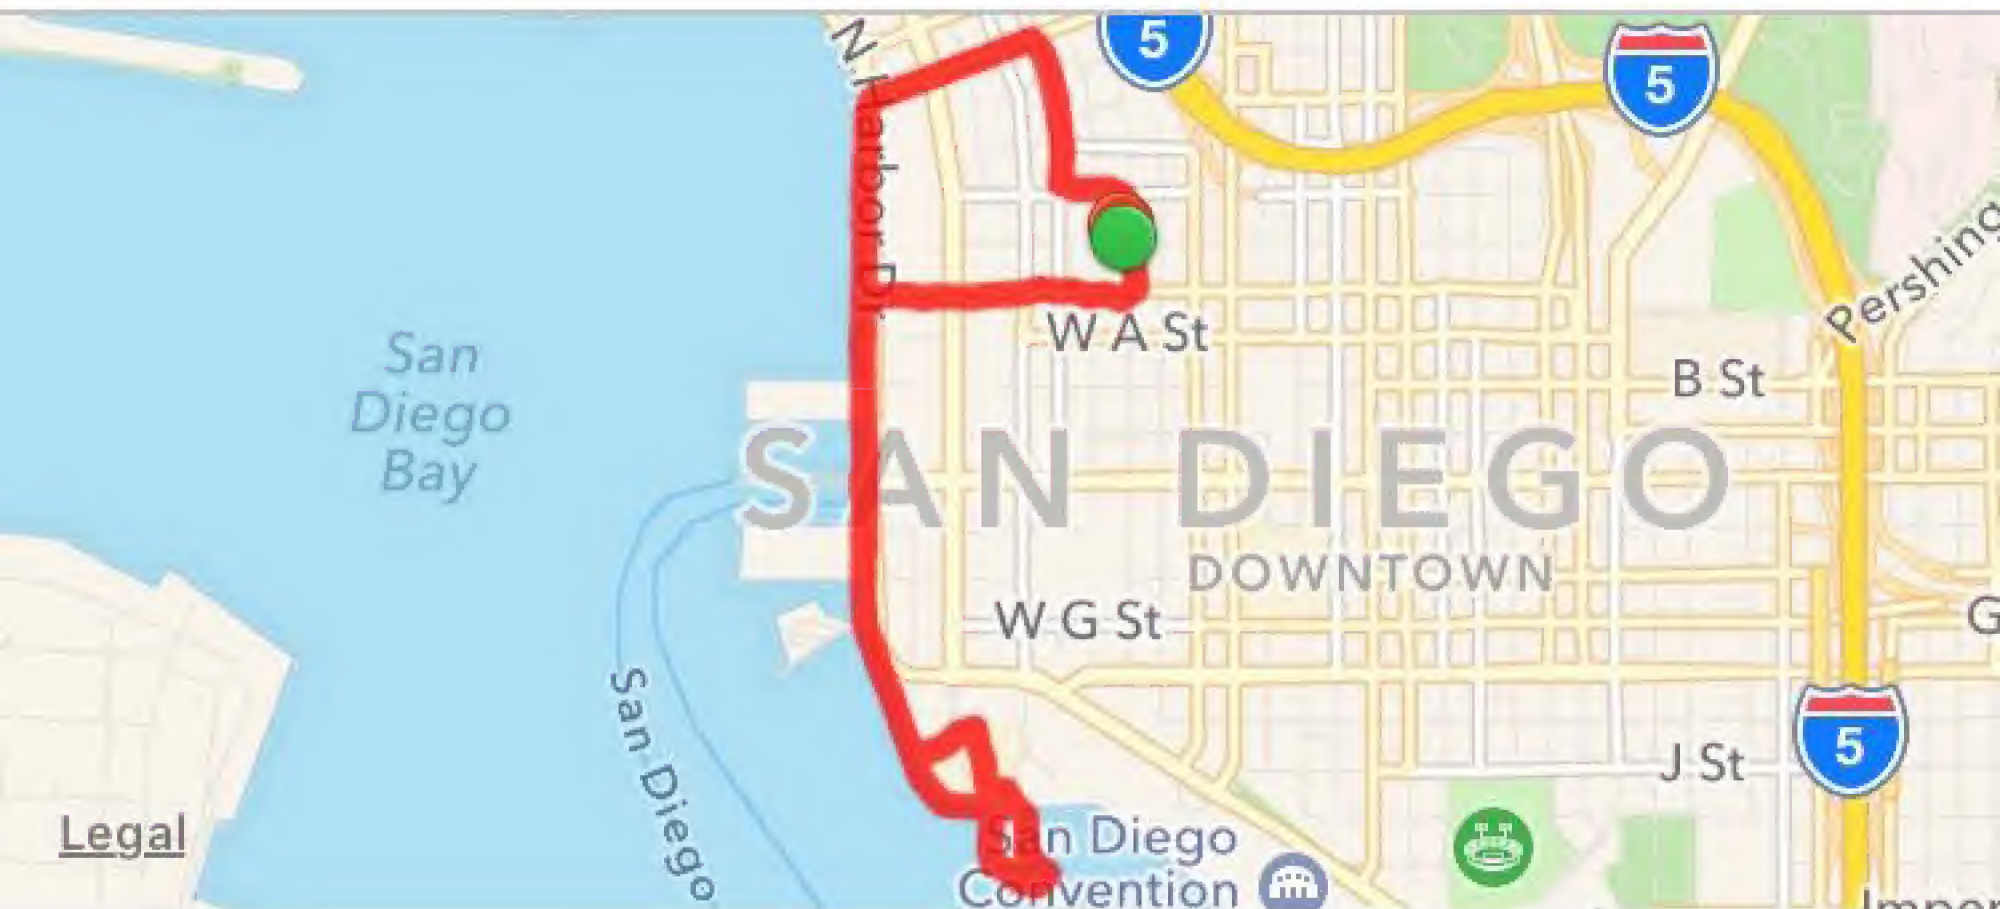 5
5
N. Harbor Dr.
Pershing
W A St
B St
San
Diego
Bay
SAN DIEGO
DOWNTOWN
W G St
G
San Diego
J St
5
Legal
San Diego
Convention